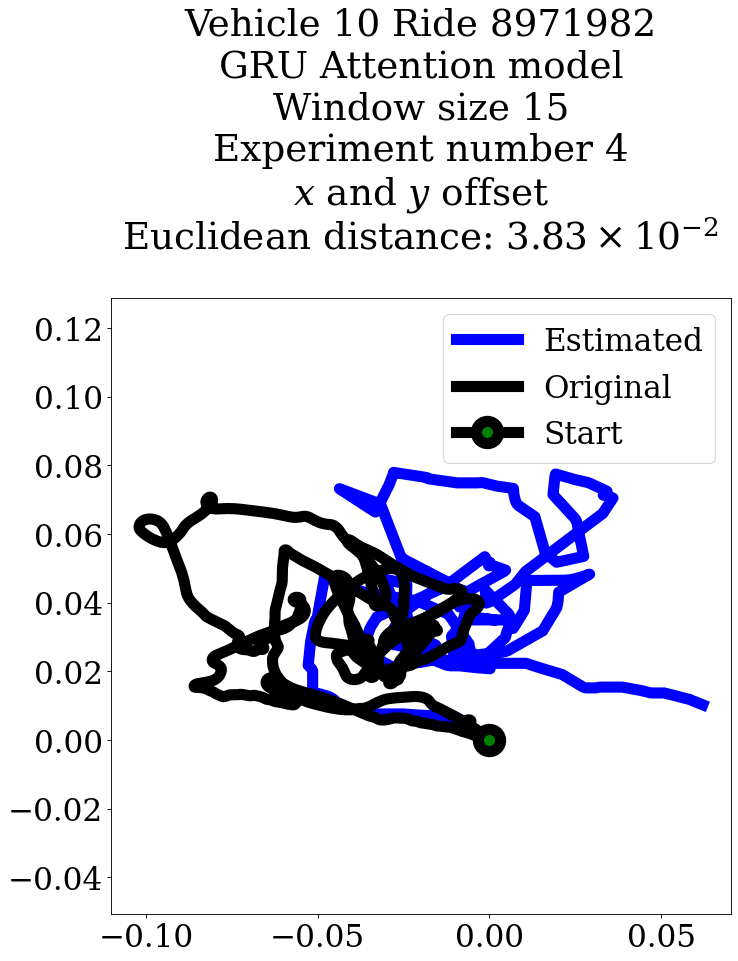 Vehicle 10 Ride 8971982
GRU Attention model
Window size 15
Experiment number 4
x and y offset
Euclidean distance: 3.83 × 10⁻²
Estimated
Original
Start
0.12
0.10
0.08
0.06
0.04
0.02
0.00
−0.02
−0.04
−0.10 −0.05 0.00 0.05